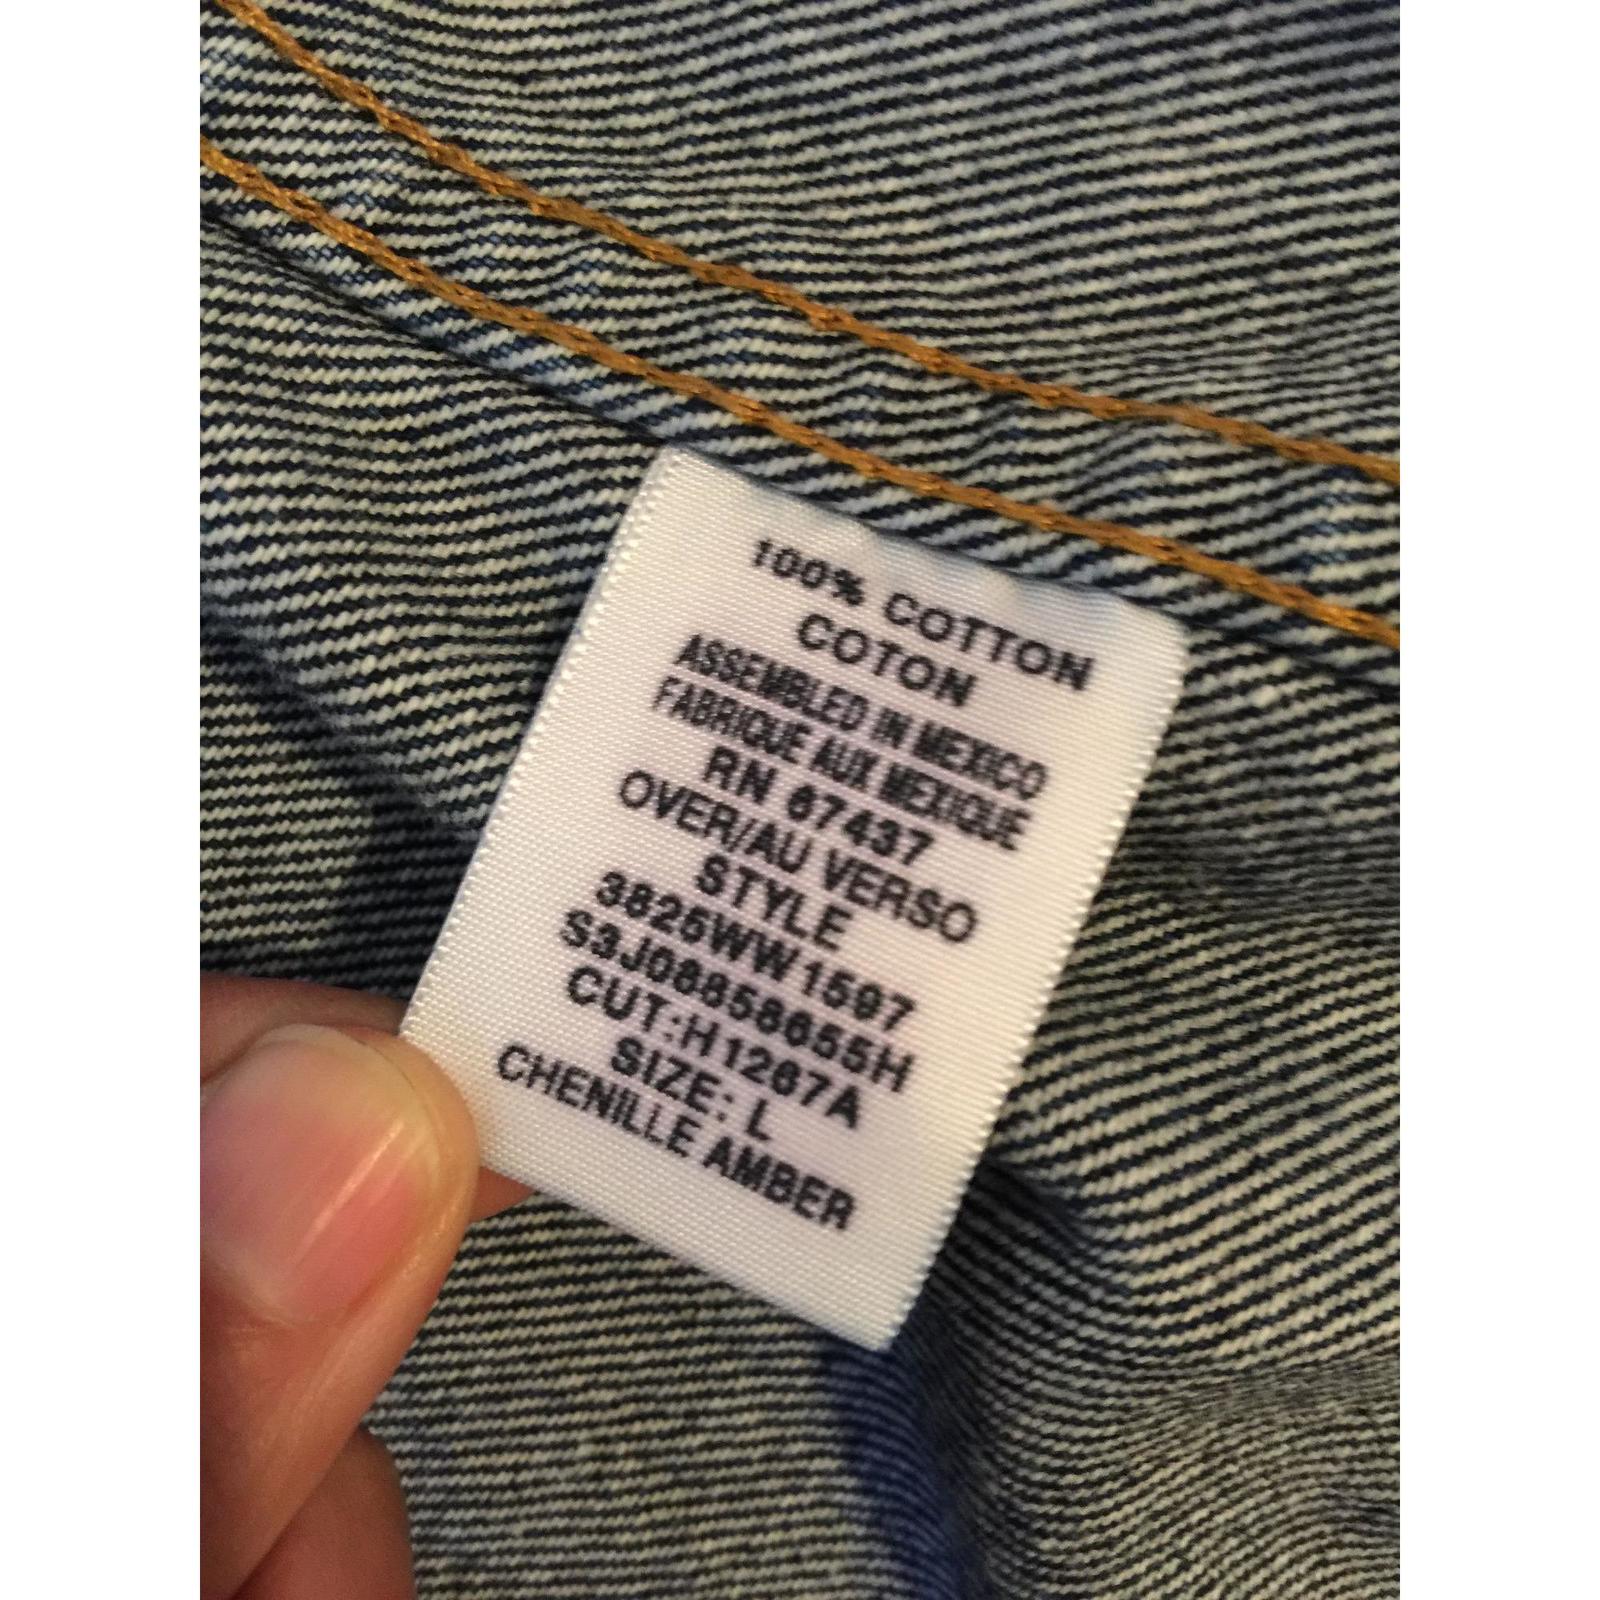 100% COTTON
COTON
ASSEMBLED IN MEXICO
FABRIQUE AUX MEXIQUE
RN 67437
OVER/AU VERSO
STYLE
3825WW1597
S3J0885865SH
CUT:H1267A
SIZE: L
CHENILLE AMBER